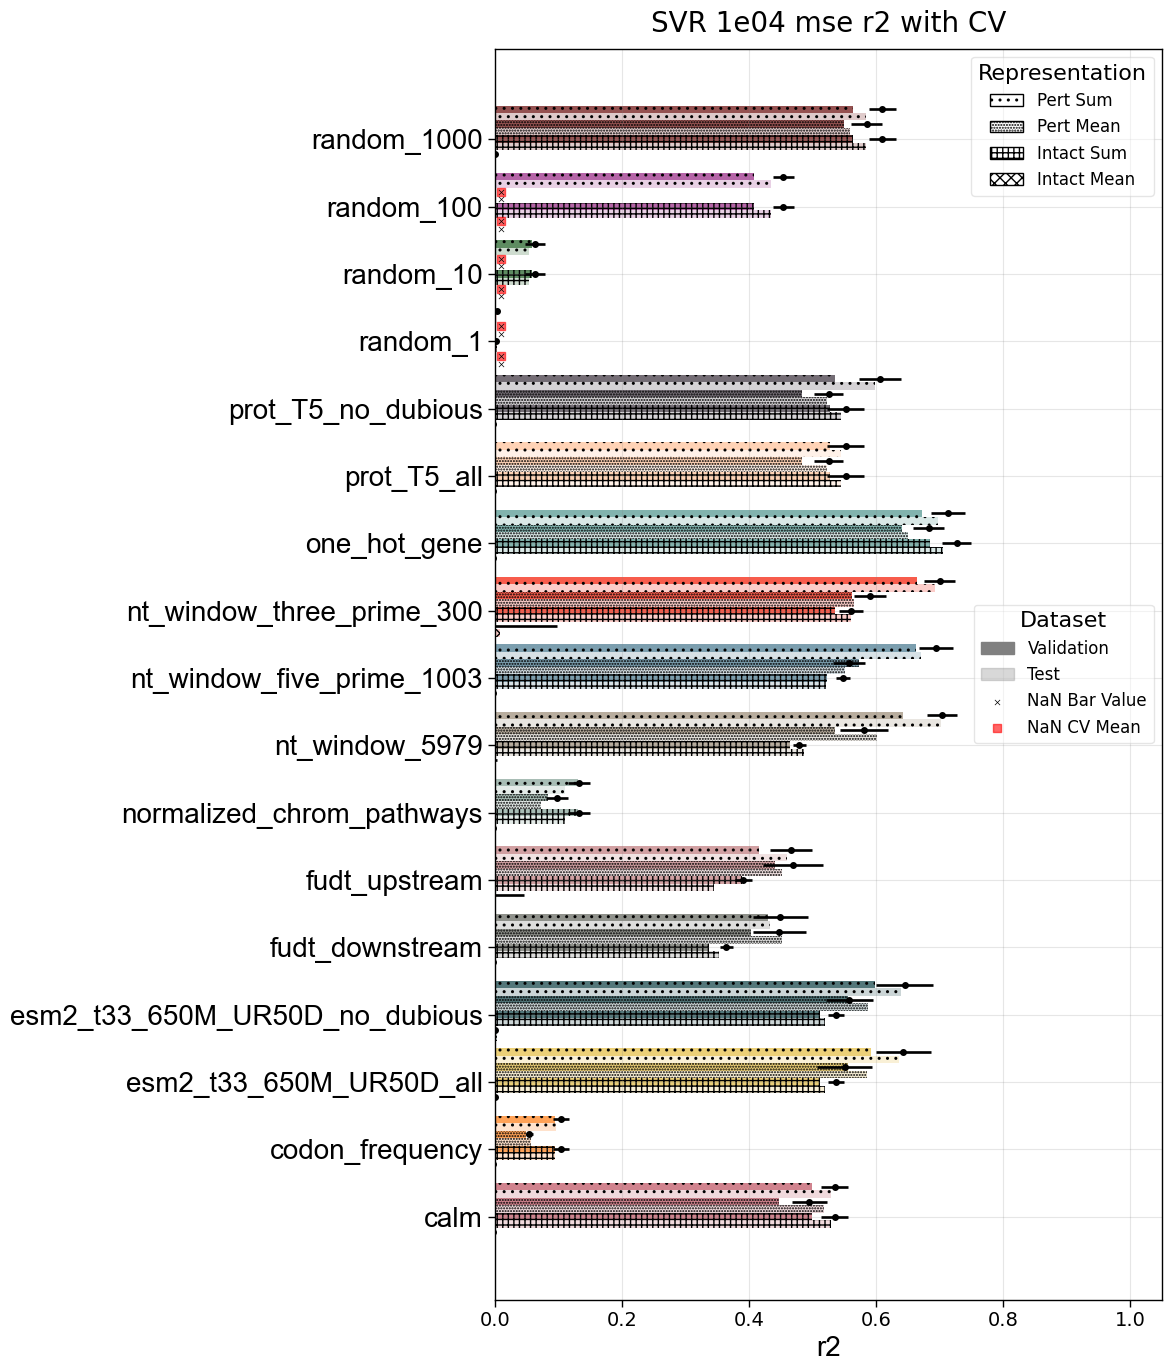 SVR 1e04 mse r2 with CV
Representation
Pert Sum
Pert Mean
Intact Sum
Intact Mean
random_1000
random_100
random_10
random_1
prot_T5_no_dubious
prot_T5_all
one_hot_gene
nt_window_three_prime_300
Dataset
Validation
Test
NaN Bar Value
NaN CV Mean
nt_window_five_prime_1003
nt_window_5979
normalized_chrom_pathways
fudt_upstream
fudt_downstream
esm2_t33_650M_UR50D_no_dubious
esm2_t33_650M_UR50D_all
codon_frequency
calm
0.0 0.2 0.4 0.6 0.8 1.0
r2